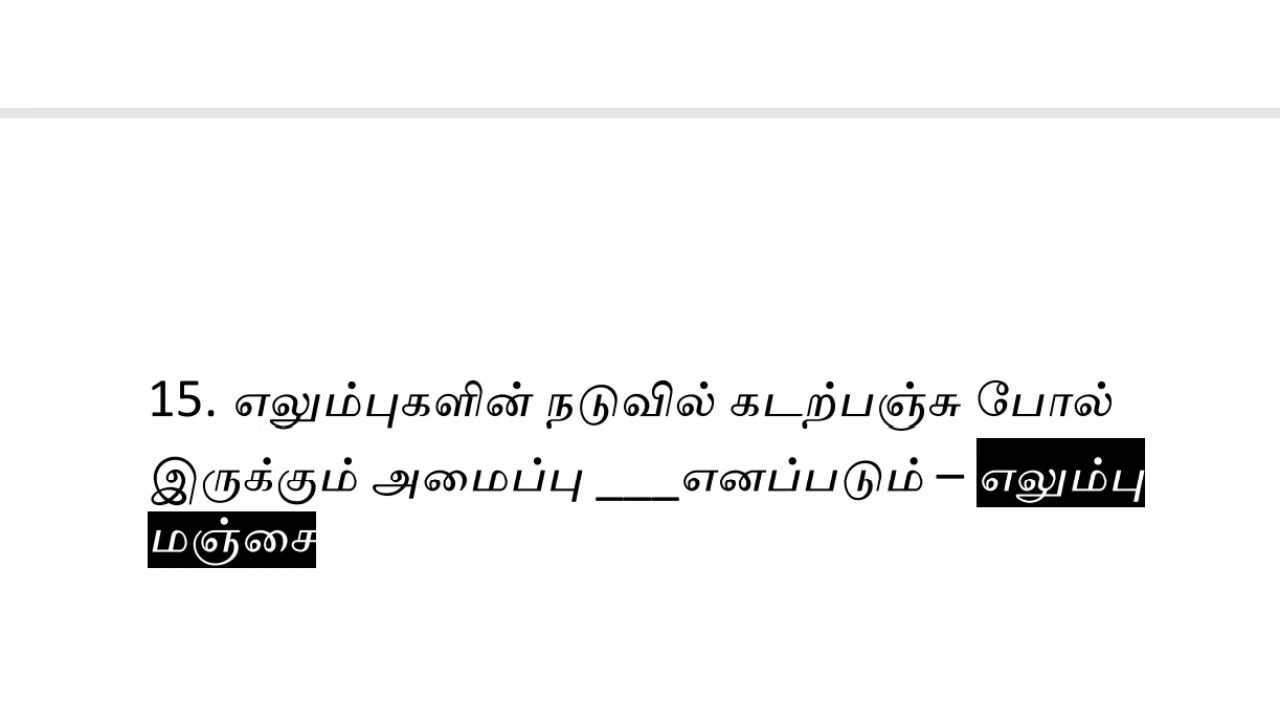 15. எலும்புகளின் நடுவில் கடற்பஞ்சு போல்
இருக்கும் அமைப்பு ___எனப்படும் – எலும்பு
மஞ்சை